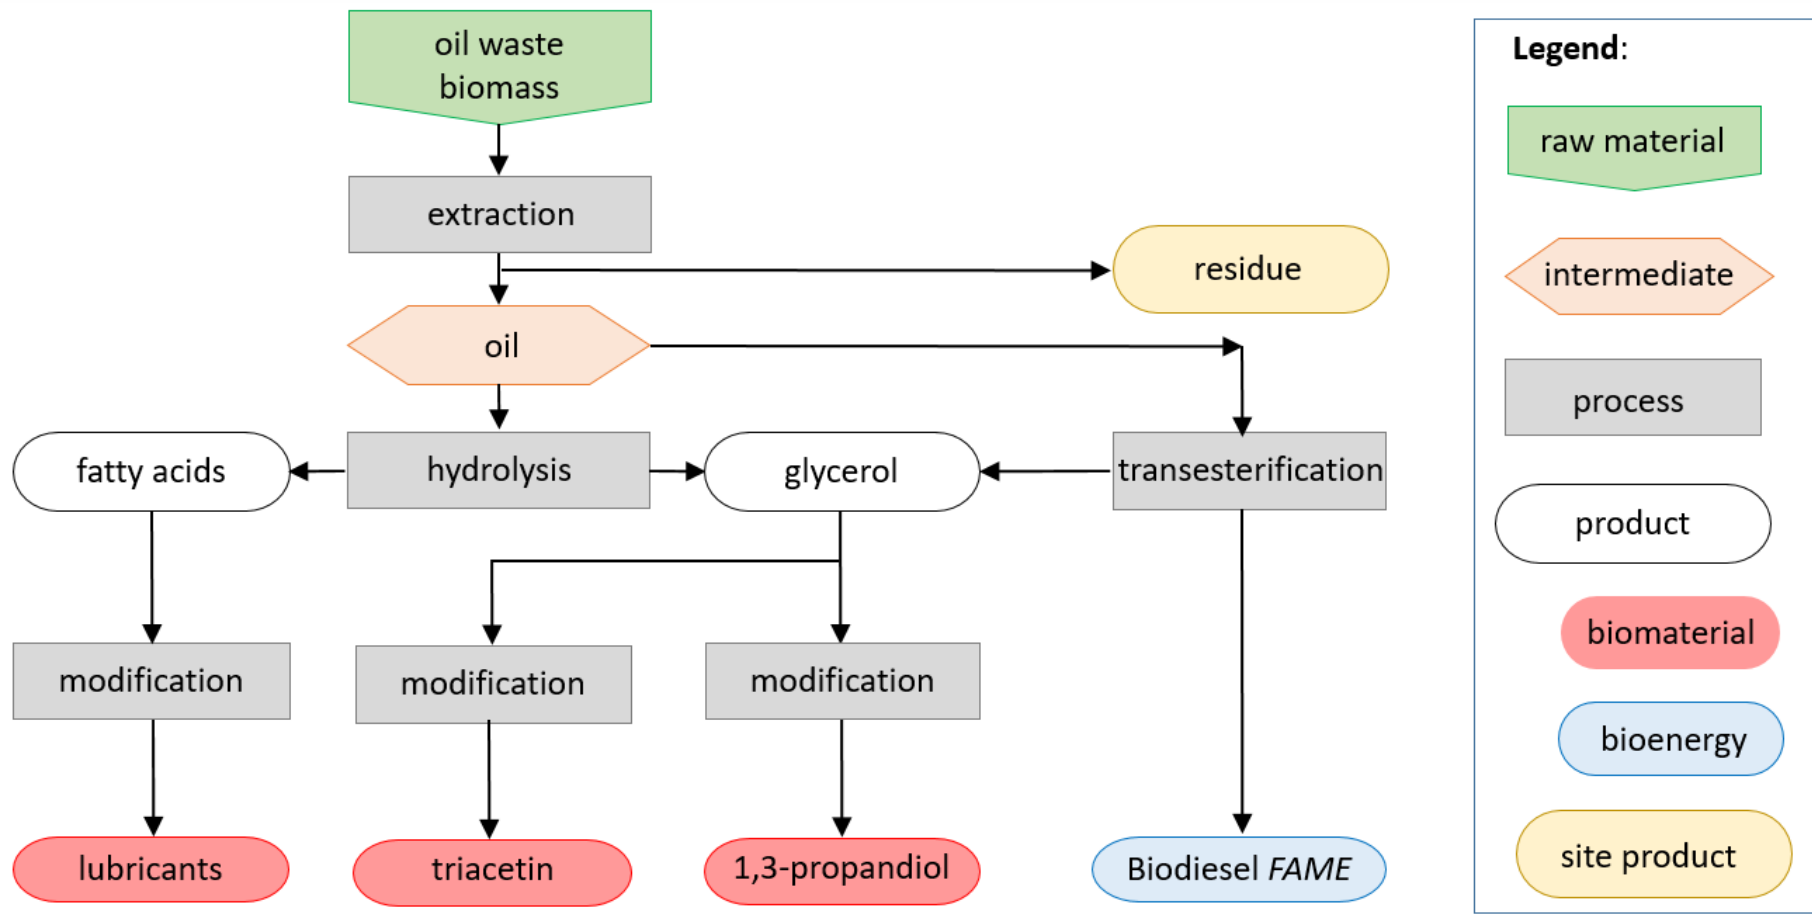 oil waste
biomass
extraction
residue
oil
fatty acids
hydrolysis
glycerol
transesterification
modification
modification
modification
lubricants
triacetin
1,3-propandiol
Biodiesel FAME
Legend:
raw material
intermediate
process
product
biomaterial
bioenergy
site product